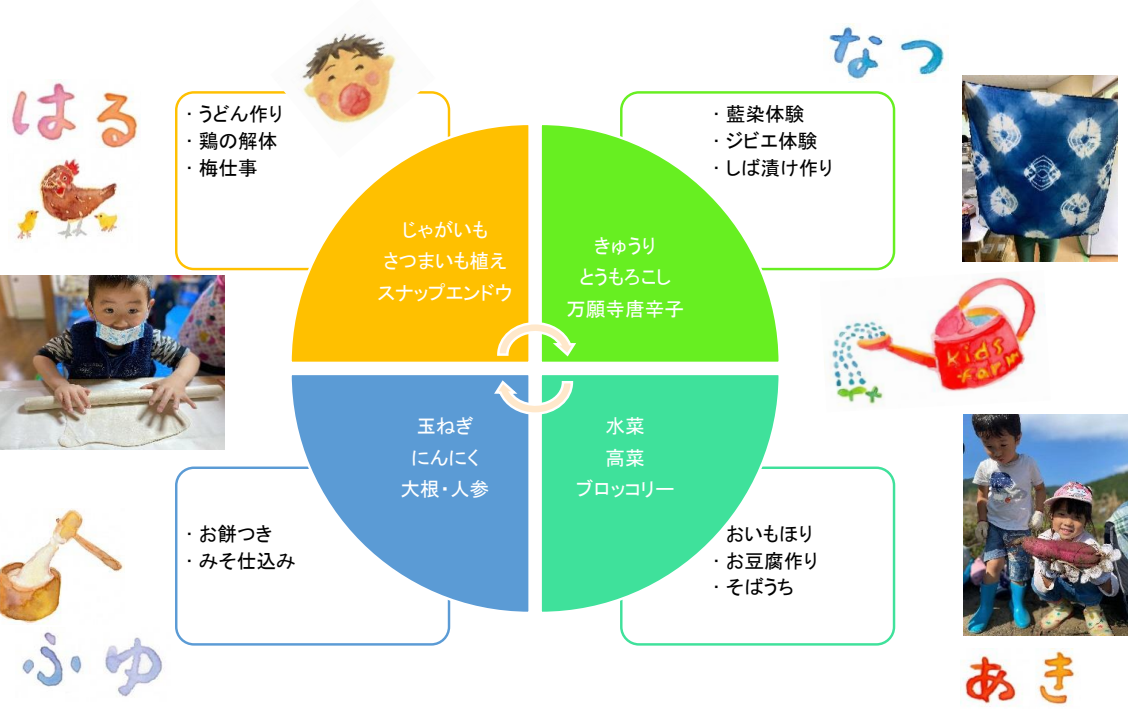 はる
・うどん作り
・鶏の解体
・梅仕事
じゃがいも
さつまいも植え
スナップエンドウ
なつ
・藍染体験
・ジビエ体験
・しば漬け作り
きゅうり
とうもろこし
万願寺唐辛子
kids
farm
玉ねぎ
にんにく
大根・人参
・お餅つき
・みそ仕込み
ふゆ
水菜
高菜
ブロッコリー
おいもほり
・お豆腐作り
・そばうち
あき